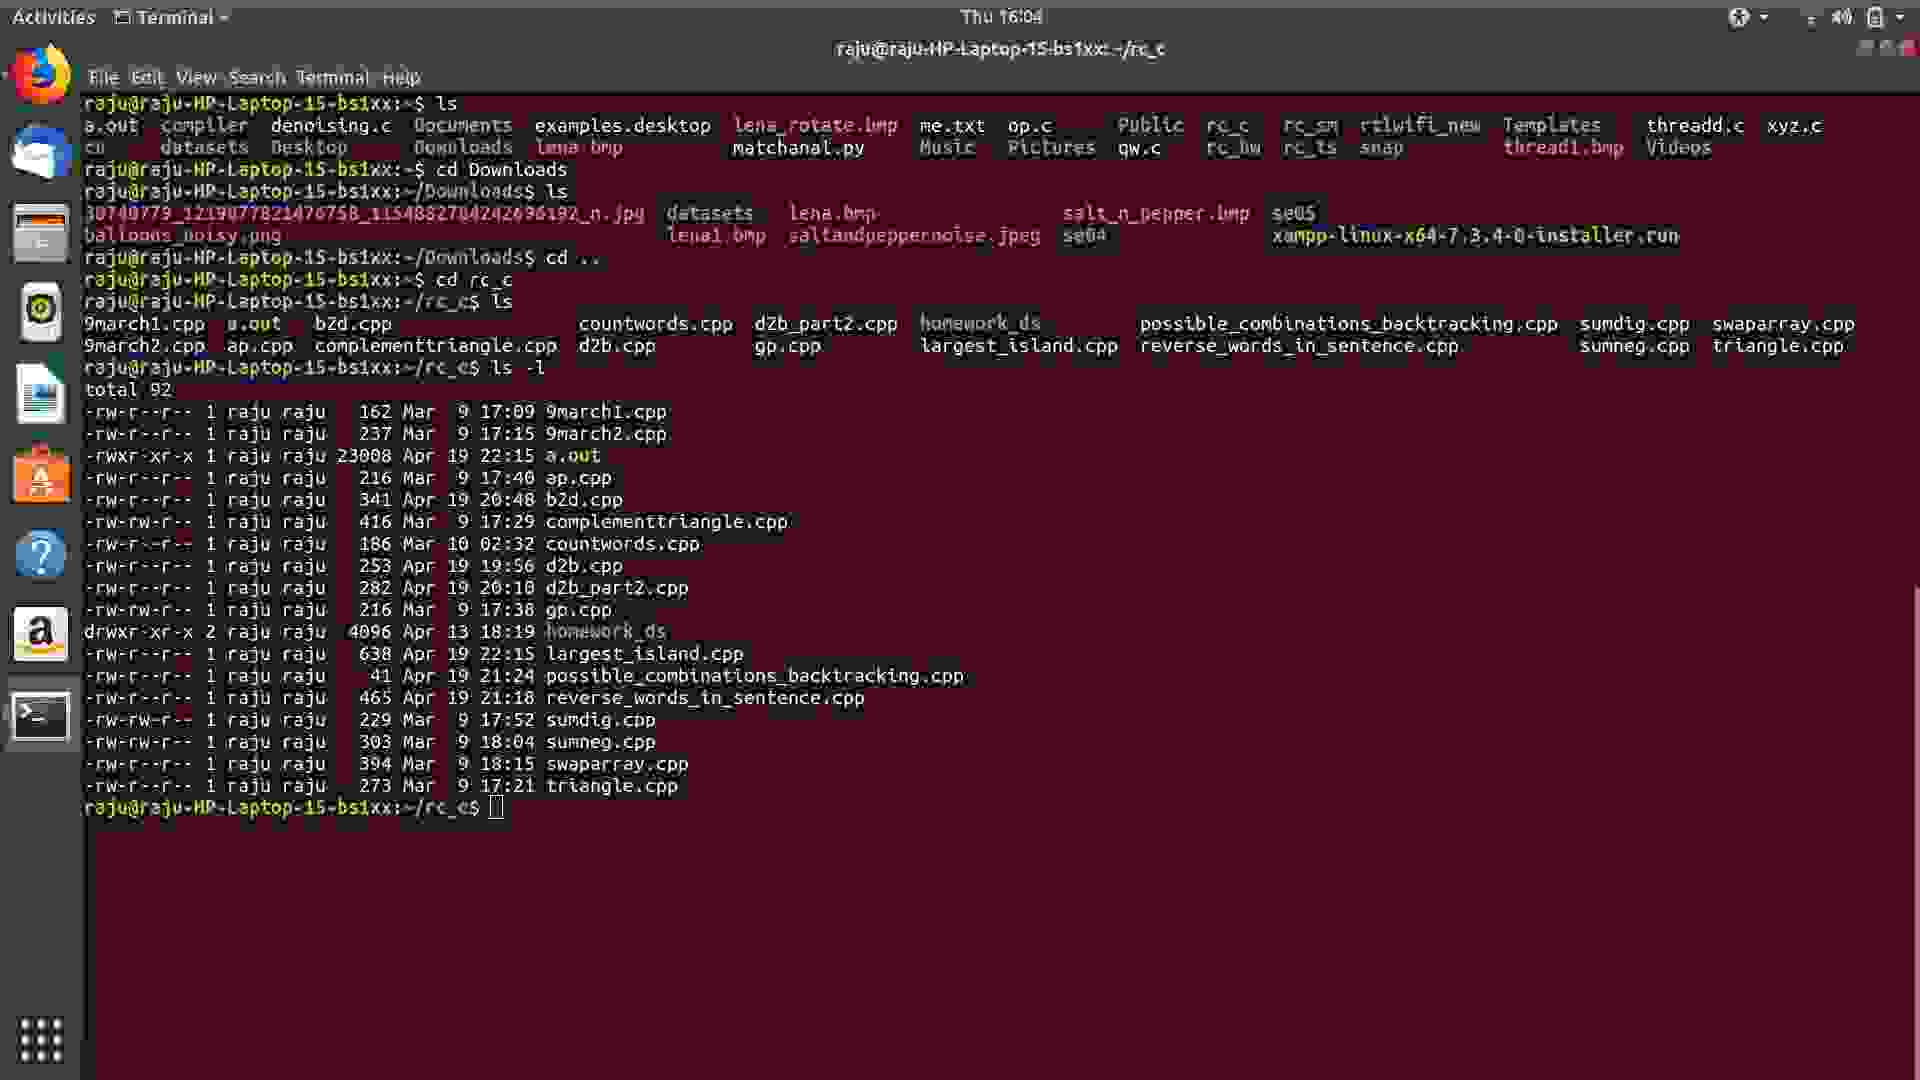 Activities Terminal Thu 16:04
raju@raju-HP-Laptop-15-bs1xx: ~/rc_c
File Edit View Search Terminal Help
raju@raju-HP-Laptop-15-bs1xx:~$ ls
a.out compiler denoising.c Documents examples.desktop lena_rotate.bmp me.txt op.c Public rc_c rc_sm rtlwifi_new Templates threadd.c xyz.c
cu datasets Desktop Downloads lena.bmp matchanal.py Music Pictures qw.c rc_hw rc_ts snap thread1.bmp Videos
raju@raju-HP-Laptop-15-bs1xx:~$ cd Downloads
raju@raju-HP-Laptop-15-bs1xx:~/Downloads$ ls
datasets lena.bmp salt_n_pepper.bmp se05
balloons_noisy.png lena1.bmp saltandpeppernoise.jpeg se04 xampp-linux-x64-7.3.4-0-installer.run
raju@raju-HP-Laptop-15-bs1xx:~/Downloads$ cd ..
raju@raju-HP-Laptop-15-bs1xx:~$ cd rc_c
raju@raju-HP-Laptop-15-bs1xx:~/rc_c$ ls
9march1.cpp a.out b2d.cpp countwords.cpp d2b_part2.cpp homework_ds possible_combinations_backtracking.cpp sumdig.cpp swaparray.cpp
9march2.cpp ap.cpp complementtriangle.cpp d2b.cpp gp.cpp largest_island.cpp reverse_words_in_sentence.cpp sumneg.cpp triangle.cpp
raju@raju-HP-Laptop-15-bs1xx:~/rc_c$ ls -l
total 92
-rw-r--r-- 1 raju raju 162 Mar 9 17:09 9march1.cpp
-rw-r--r-- 1 raju raju 237 Mar 9 17:15 9march2.cpp
-rwxr-xr-x 1 raju raju 23008 Apr 19 22:15 a.out
-rw-r--r-- 1 raju raju 216 Mar 9 17:40 ap.cpp
-rw-r--r-- 1 raju raju 341 Apr 19 20:48 b2d.cpp
-rw-rw-r-- 1 raju raju 416 Mar 9 17:29 complementtriangle.cpp
-rw-r--r-- 1 raju raju 186 Mar 10 02:32 countwords.cpp
-rw-r--r-- 1 raju raju 253 Apr 19 19:56 d2b.cpp
-rw-r--r-- 1 raju raju 282 Apr 19 20:10 d2b_part2.cpp
-rw-rw-r-- 1 raju raju 216 Mar 9 17:38 gp.cpp
drwxr-xr-x 2 raju raju 4096 Apr 13 18:19 homework_ds
-rw-r--r-- 1 raju raju 638 Apr 19 22:15 largest_island.cpp
-rw-r--r-- 1 raju raju 41 Apr 19 21:24 possible_combinations_backtracking.cpp
-rw-r--r-- 1 raju raju 465 Apr 19 21:18 reverse_words_in_sentence.cpp
-rw-rw-r-- 1 raju raju 229 Mar 9 17:52 sumdig.cpp
-rw-rw-r-- 1 raju raju 303 Mar 9 18:04 sumneg.cpp
-rw-r--r-- 1 raju raju 394 Mar 9 18:15 swaparray.cpp
-rw-r--r-- 1 raju raju 273 Mar 9 17:21 triangle.cpp
raju@raju-HP-Laptop-15-bs1xx:~/rc_c$